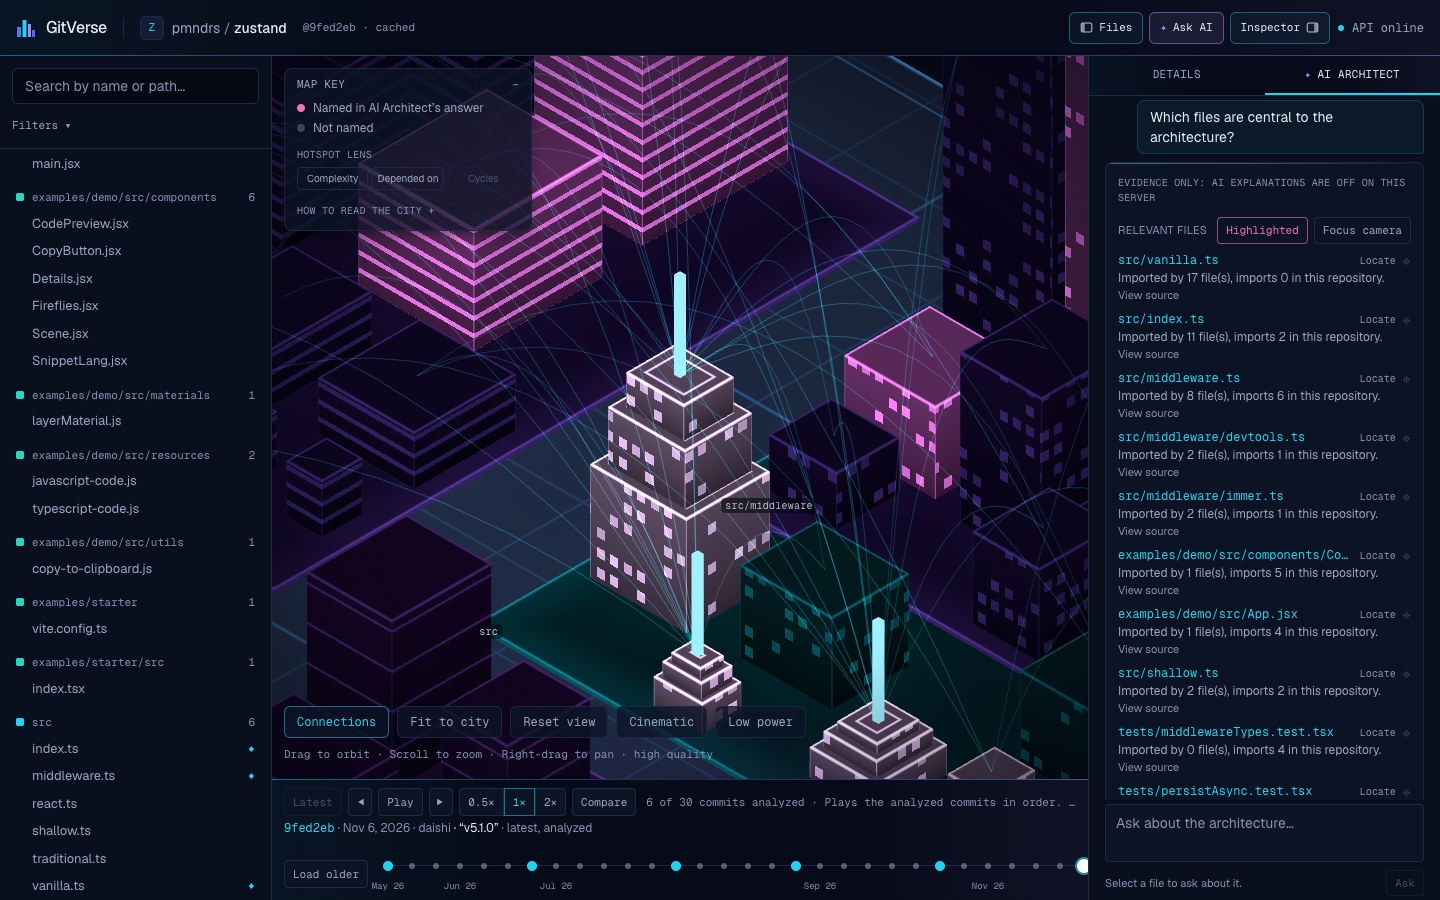 GitVerse
Z pmndrs / zustand @9fed2eb · cached
Files
✦ Ask AI
Inspector
API online
Search by name or path…
Filters ▾
main.jsx
examples/demo/src/components 6
CodePreview.jsx
CopyButton.jsx
Details.jsx
Fireflies.jsx
Scene.jsx
SnippetLang.jsx
examples/demo/src/materials 1
layerMaterial.js
examples/demo/src/resources 2
javascript-code.js
typescript-code.js
examples/demo/src/utils 1
copy-to-clipboard.js
examples/starter 1
vite.config.ts
examples/starter/src 1
index.tsx
src 6
index.ts ♦
middleware.ts ♦
react.ts
shallow.ts
traditional.ts
vanilla.ts ♦
MAP KEY −
Named in AI Architect's answer
Not named
HOTSPOT LENS
Complexity Depended on Cycles
HOW TO READ THE CITY +
src/middleware
src
Connections Fit to city Reset view Cinematic Low power
Drag to orbit · Scroll to zoom · Right-drag to pan · high quality
Latest ◀ Play ▶ 0.5× 1× 2× Compare 6 of 30 commits analyzed · Plays the analyzed commits in order. …
9fed2eb · Nov 6, 2026 · daishi · “v5.1.0” · latest, analyzed
Load older
May 26 Jun 26 Jul 26 Sep 26 Nov 26
DETAILS ✦ AI ARCHITECT
Which files are central to the
architecture?
EVIDENCE ONLY: AI EXPLANATIONS ARE OFF ON THIS
SERVER
RELEVANT FILES Highlighted Focus camera
src/vanilla.ts Locate ⌖
Imported by 17 file(s), imports 0 in this repository.
View source
src/index.ts Locate ⌖
Imported by 11 file(s), imports 2 in this repository.
View source
src/middleware.ts Locate ⌖
Imported by 8 file(s), imports 6 in this repository.
View source
src/middleware/devtools.ts Locate ⌖
Imported by 2 file(s), imports 1 in this repository.
View source
src/middleware/immer.ts Locate ⌖
Imported by 2 file(s), imports 1 in this repository.
View source
examples/demo/src/components/Co… Locate ⌖
Imported by 1 file(s), imports 5 in this repository.
View source
examples/demo/src/App.jsx Locate ⌖
Imported by 1 file(s), imports 4 in this repository.
View source
src/shallow.ts Locate ⌖
Imported by 2 file(s), imports 2 in this repository.
View source
tests/middlewareTypes.test.tsx Locate ⌖
Imported by 0 file(s), imports 4 in this repository.
View source
tests/persistAsync.test.tsx Locate ⌖
Ask about the architecture…
Select a file to ask about it.
Ask